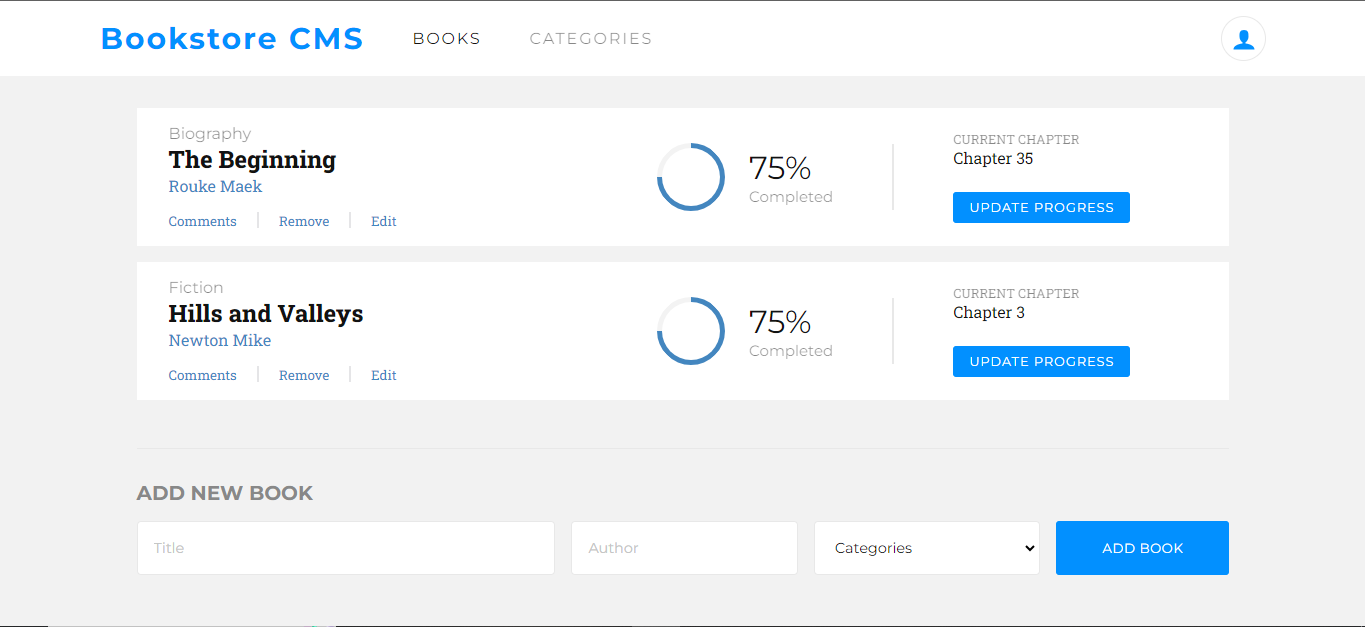 Bookstore CMS BOOKS CATEGORIES
Biography
The Beginning
Rouke Maek
Comments Remove Edit
75%
Completed
CURRENT CHAPTER
Chapter 35
UPDATE PROGRESS
Fiction
Hills and Valleys
Newton Mike
Comments Remove Edit
75%
Completed
CURRENT CHAPTER
Chapter 3
UPDATE PROGRESS
ADD NEW BOOK
Title Author Categories ADD BOOK